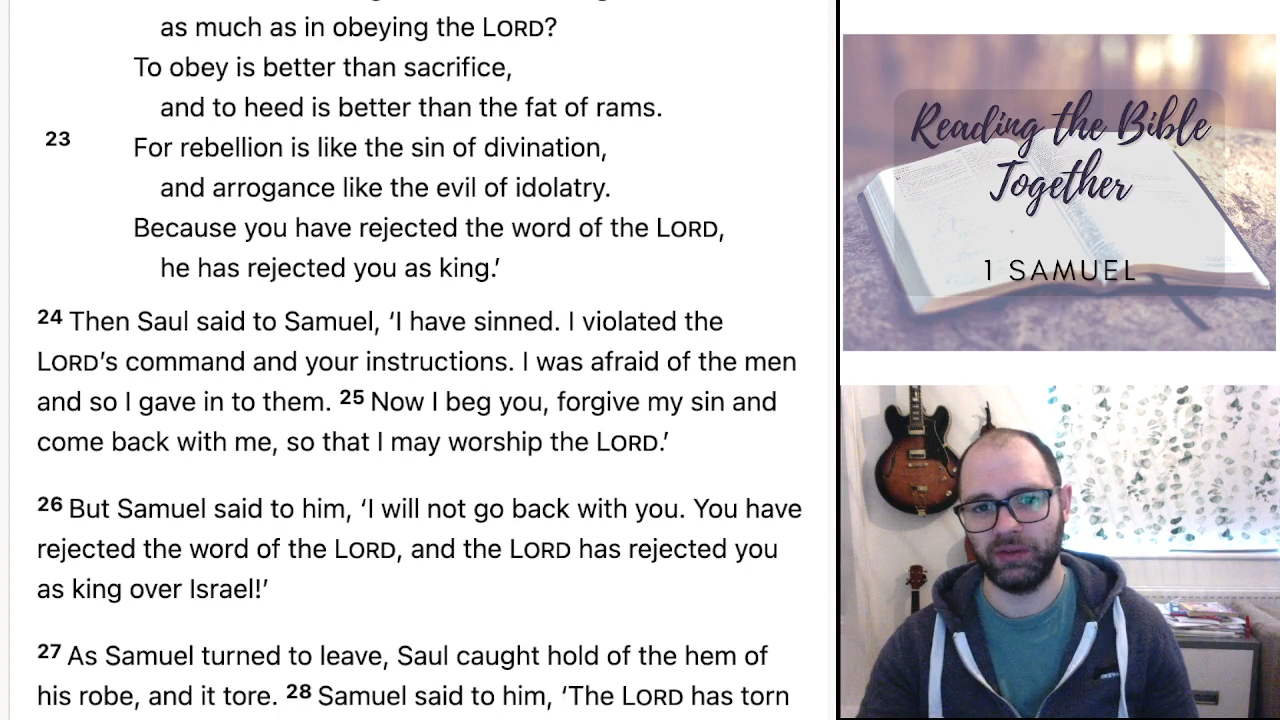 as much as in obeying the LORD?
To obey is better than sacrifice,
and to heed is better than the fat of rams.
23 For rebellion is like the sin of divination,
and arrogance like the evil of idolatry.
Because you have rejected the word of the LORD,
he has rejected you as king.’
24 Then Saul said to Samuel, ‘I have sinned. I violated the
LORD’s command and your instructions. I was afraid of the men
and so I gave in to them. 25 Now I beg you, forgive my sin and
come back with me, so that I may worship the LORD.’
26 But Samuel said to him, ‘I will not go back with you. You have
rejected the word of the LORD, and the LORD has rejected you
as king over Israel!’
27 As Samuel turned to leave, Saul caught hold of the hem of
his robe, and it tore. 28 Samuel said to him, ‘The LORD has torn
Reading the Bible
Together
1 SAMUEL